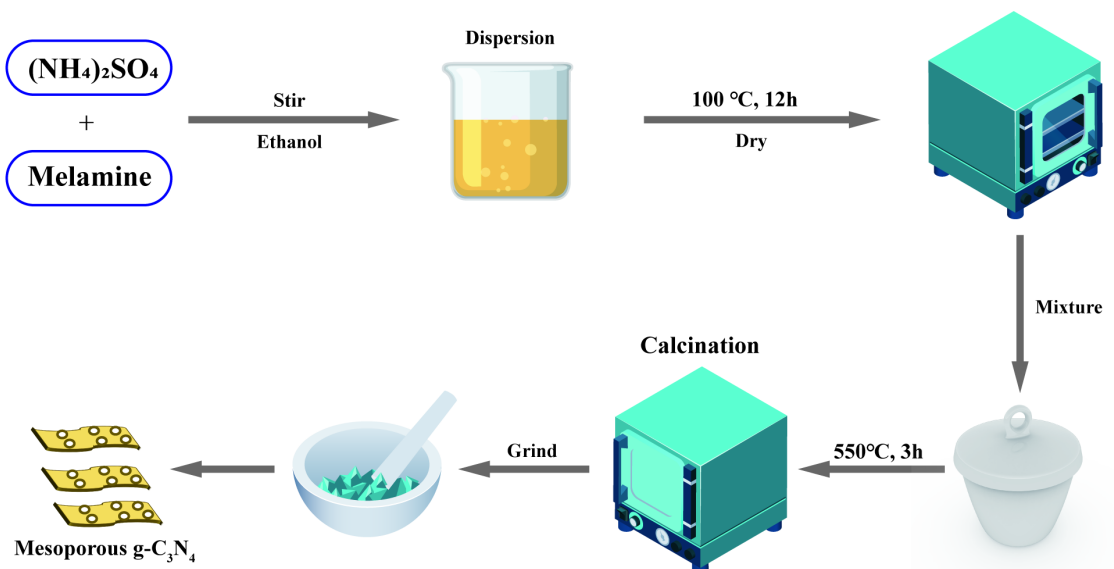 Dispersion
(NH₄)₂SO₄
+
Melamine
Stir
Ethanol
100 ℃, 12h
Dry
Mixture
Calcination
550℃, 3h
Grind
Mesoporous g-C₃N₄